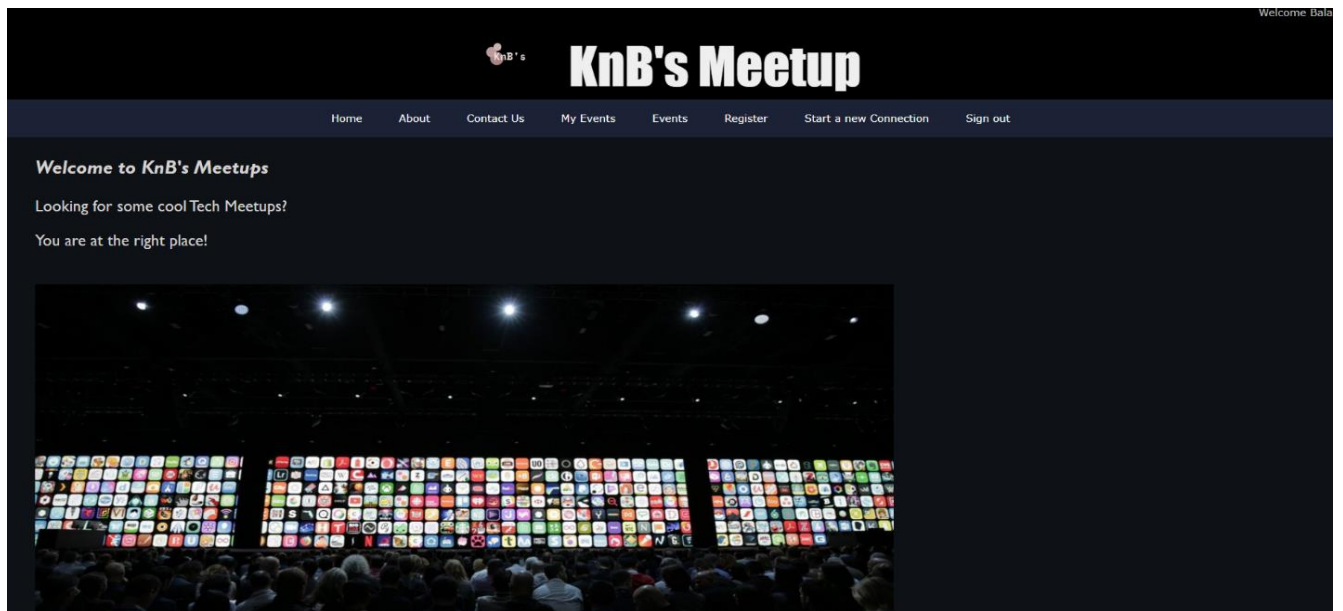 Welcome Bala
KnB's
KnB's Meetup
Home About Contact Us My Events Events Register Start a new Connection Sign out
Welcome to KnB's Meetups
Looking for some cool Tech Meetups?
You are at the right place!